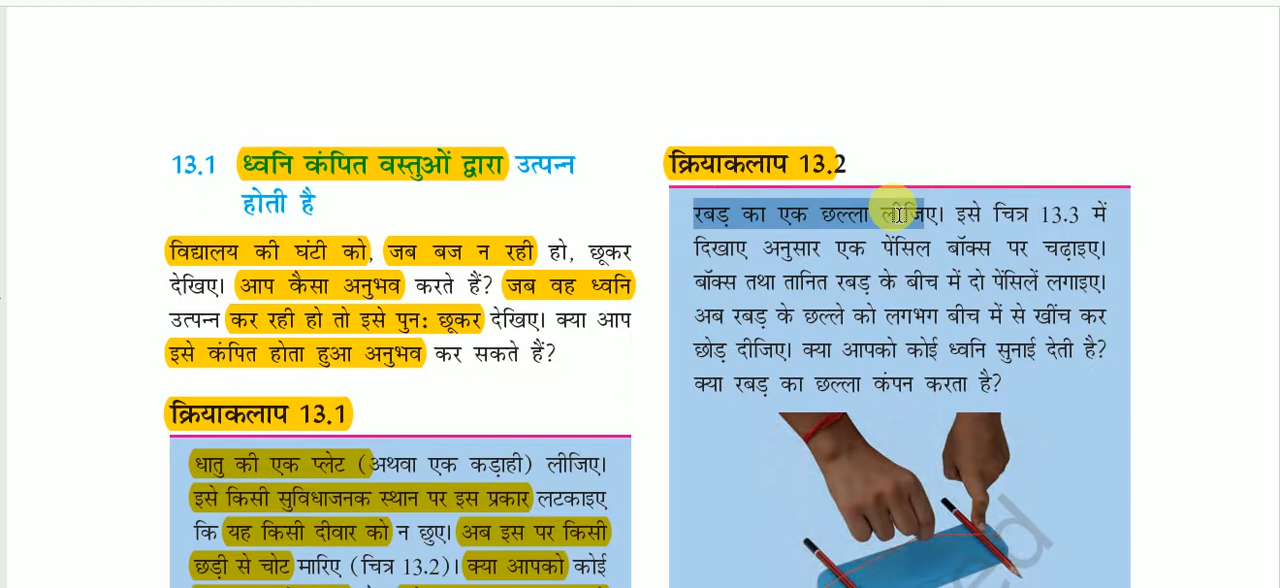 13.1 ध्वनि कंपित वस्तुओं द्वारा उत्पन्न
होती है
विद्यालय की घंटी को, जब बज न रही हो, छूकर
देखिए। आप कैसा अनुभव करते हैं? जब वह ध्वनि
उत्पन्न कर रही हो तो इसे पुन: छूकर देखिए। क्या आप
इसे कंपित होता हुआ अनुभव कर सकते हैं?
क्रियाकलाप 13.1
धातु की एक प्लेट (अथवा एक कड़ाही) लीजिए।
इसे किसी सुविधाजनक स्थान पर इस प्रकार लटकाइए
कि यह किसी दीवार को न छुए। अब इस पर किसी
छड़ी से चोट मारिए (चित्र 13.2)। क्या आपको कोई
क्रियाकलाप 13.2
रबड़ का एक छल्ला लीजिए। इसे चित्र 13.3 में
दिखाए अनुसार एक पेंसिल बॉक्स पर चढ़ाइए।
बॉक्स तथा तानित रबड़ के बीच में दो पेंसिलें लगाइए।
अब रबड़ के छल्ले को लगभग बीच में से खींच कर
छोड़ दीजिए। क्या आपको कोई ध्वनि सुनाई देती है?
क्या रबड़ का छल्ला कंपन करता है?